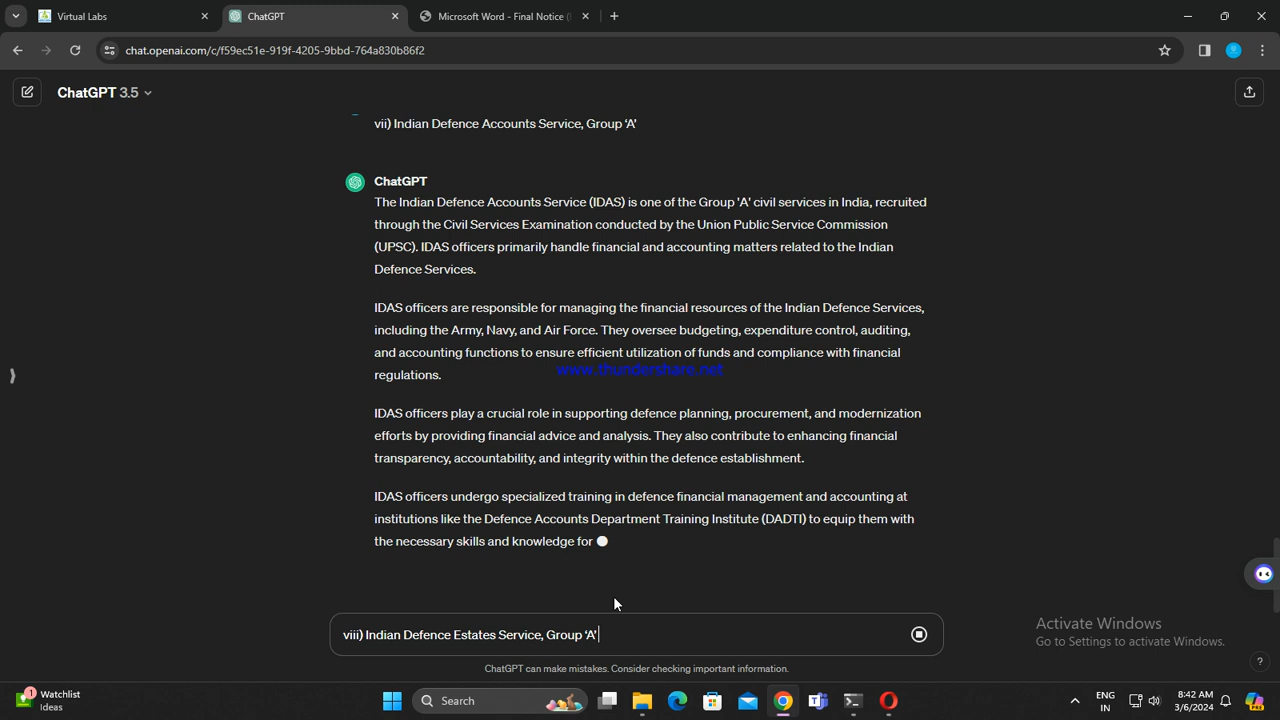 Virtual Labs
ChatGPT
Microsoft Word - Final Notice (
chat.openai.com/c/f59ec51e-919f-4205-9bbd-764a830b86f2
ChatGPT 3.5
vii) Indian Defence Accounts Service, Group ‘A’
ChatGPT
The Indian Defence Accounts Service (IDAS) is one of the Group 'A' civil services in India, recruited
through the Civil Services Examination conducted by the Union Public Service Commission
(UPSC). IDAS officers primarily handle financial and accounting matters related to the Indian
Defence Services.
IDAS officers are responsible for managing the financial resources of the Indian Defence Services,
including the Army, Navy, and Air Force. They oversee budgeting, expenditure control, auditing,
and accounting functions to ensure efficient utilization of funds and compliance with financial
regulations.
www.thundershare.net
IDAS officers play a crucial role in supporting defence planning, procurement, and modernization
efforts by providing financial advice and analysis. They also contribute to enhancing financial
transparency, accountability, and integrity within the defence establishment.
IDAS officers undergo specialized training in defence financial management and accounting at
institutions like the Defence Accounts Department Training Institute (DADTI) to equip them with
the necessary skills and knowledge for
viii) Indian Defence Estates Service, Group ‘A’
Activate Windows
Go to Settings to activate Windows.
ChatGPT can make mistakes. Consider checking important information.
?
1
Watchlist
Ideas
Search
ENG
IN
8:42 AM
3/6/2024
PRE